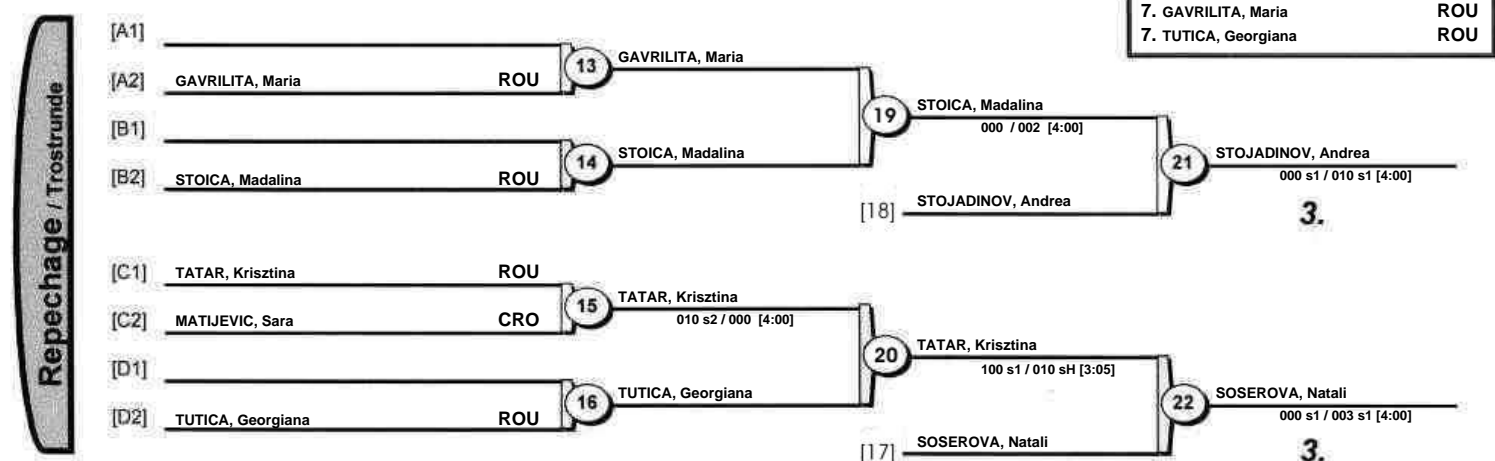 7. GAVRILITA, Maria ROU
7. TUTICA, Georgiana ROU
Repechage / Trostrunde
[A1]
[A2] GAVRILITA, Maria ROU
13 GAVRILITA, Maria
[B1]
[B2] STOICA, Madalina ROU
14 STOICA, Madalina
19 STOICA, Madalina
000 / 002 [4:00]
[18] STOJADINOV, Andrea
21 STOJADINOV, Andrea
000 s1 / 010 s1 [4:00]
3.
[C1] TATAR, Krisztina ROU
[C2] MATIJEVIC, Sara CRO
15 TATAR, Krisztina
010 s2 / 000 [4:00]
[D1]
[D2] TUTICA, Georgiana ROU
16 TUTICA, Georgiana
20 TATAR, Krisztina
100 s1 / 010 sH [3:05]
[17] SOSEROVA, Natali
22 SOSEROVA, Natali
000 s1 / 003 s1 [4:00]
3.